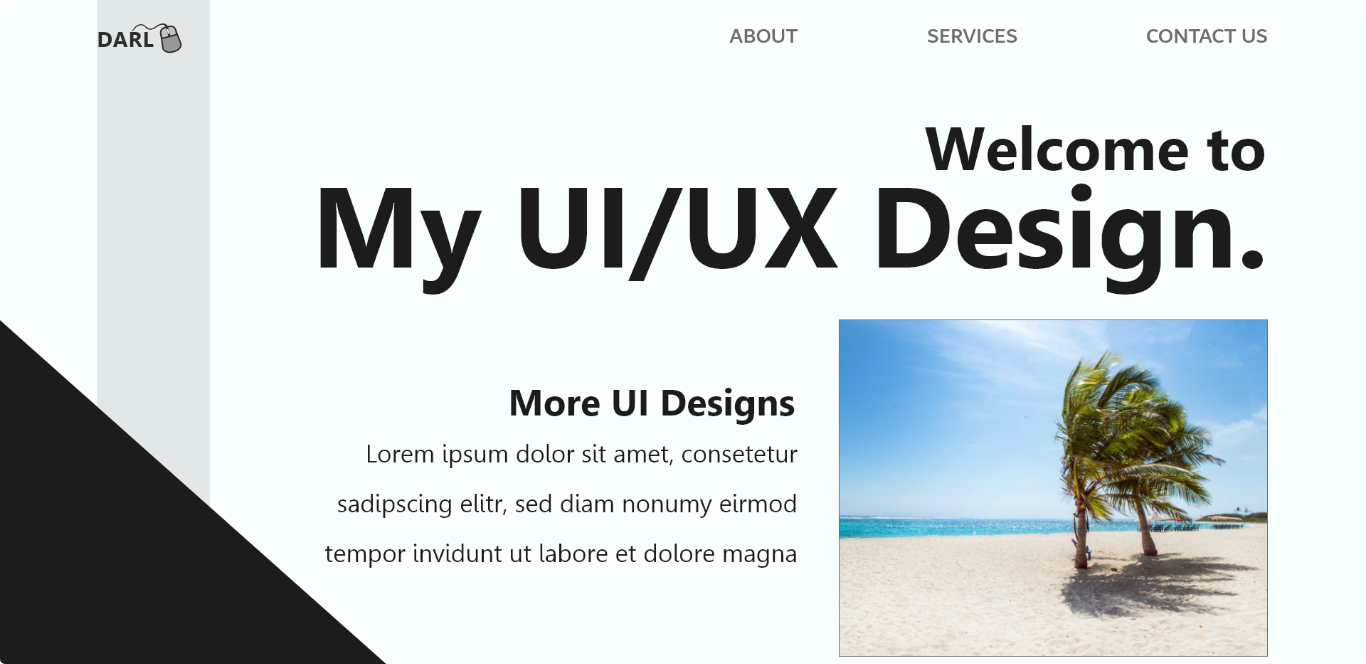 DARL
ABOUT
SERVICES
CONTACT US
Welcome to
My UI/UX Design.
More UI Designs
Lorem ipsum dolor sit amet, consetetur
sadipscing elitr, sed diam nonumy eirmod
tempor invidunt ut labore et dolore magna